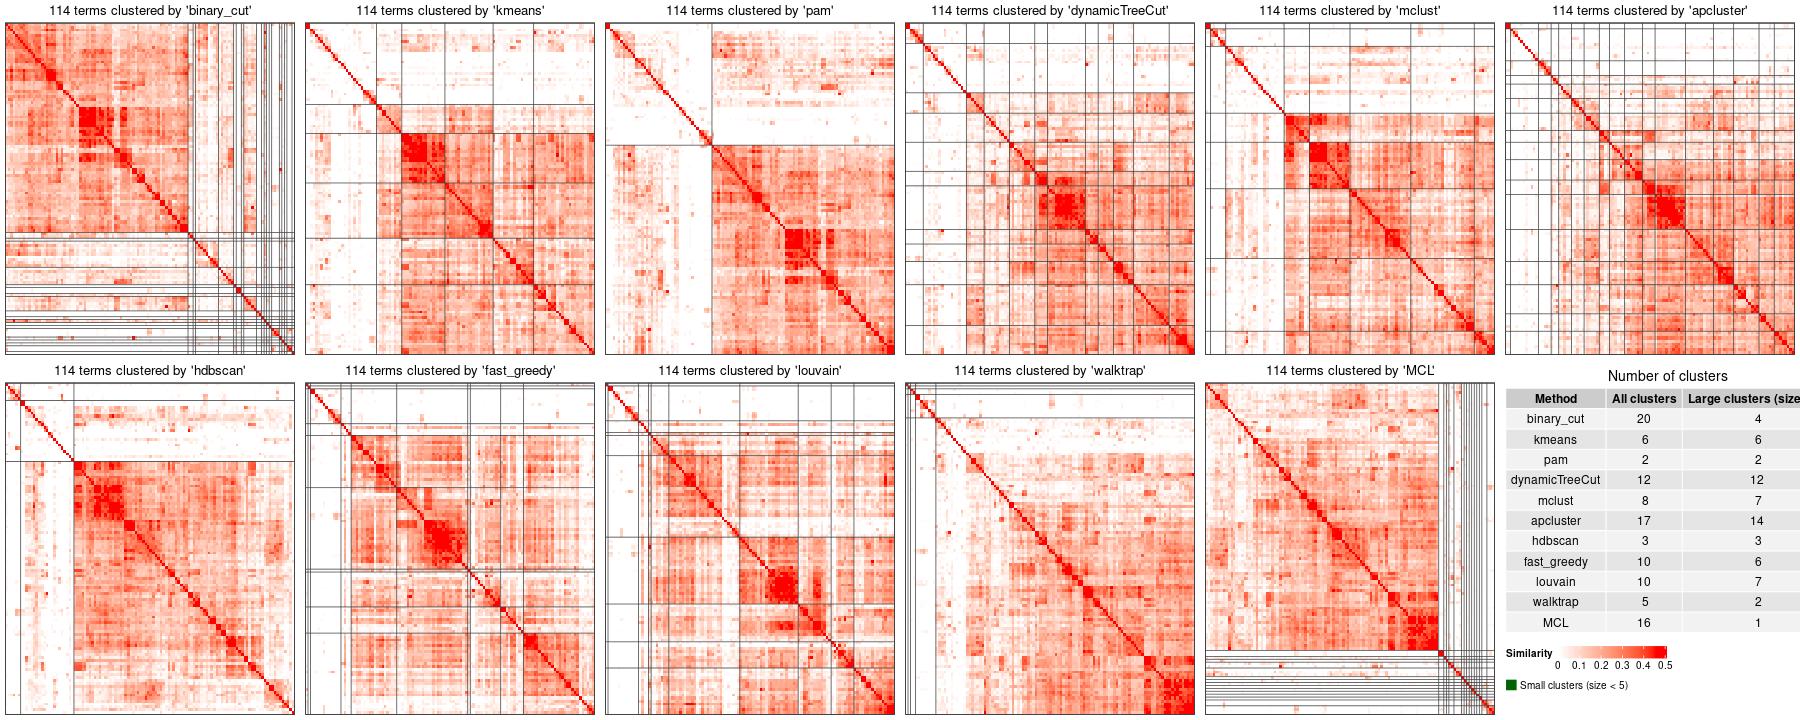 114 terms clustered by 'binary_cut'
114 terms clustered by 'kmeans'
114 terms clustered by 'pam'
114 terms clustered by 'dynamicTreeCut'
114 terms clustered by 'mclust'
114 terms clustered by 'apcluster'
114 terms clustered by 'hdbscan'
114 terms clustered by 'fast_greedy'
114 terms clustered by 'louvain'
114 terms clustered by 'walktrap'
114 terms clustered by 'MCL'
Number of clusters
Method All clusters Large clusters (size
binary_cut 20 4
kmeans 6 6
pam 2 2
dynamicTreeCut 12 12
mclust 8 7
apcluster 17 14
hdbscan 3 3
fast_greedy 10 6
louvain 10 7
walktrap 5 2
MCL 16 1
Similarity
0 0.1 0.2 0.3 0.4 0.5
Small clusters (size < 5)